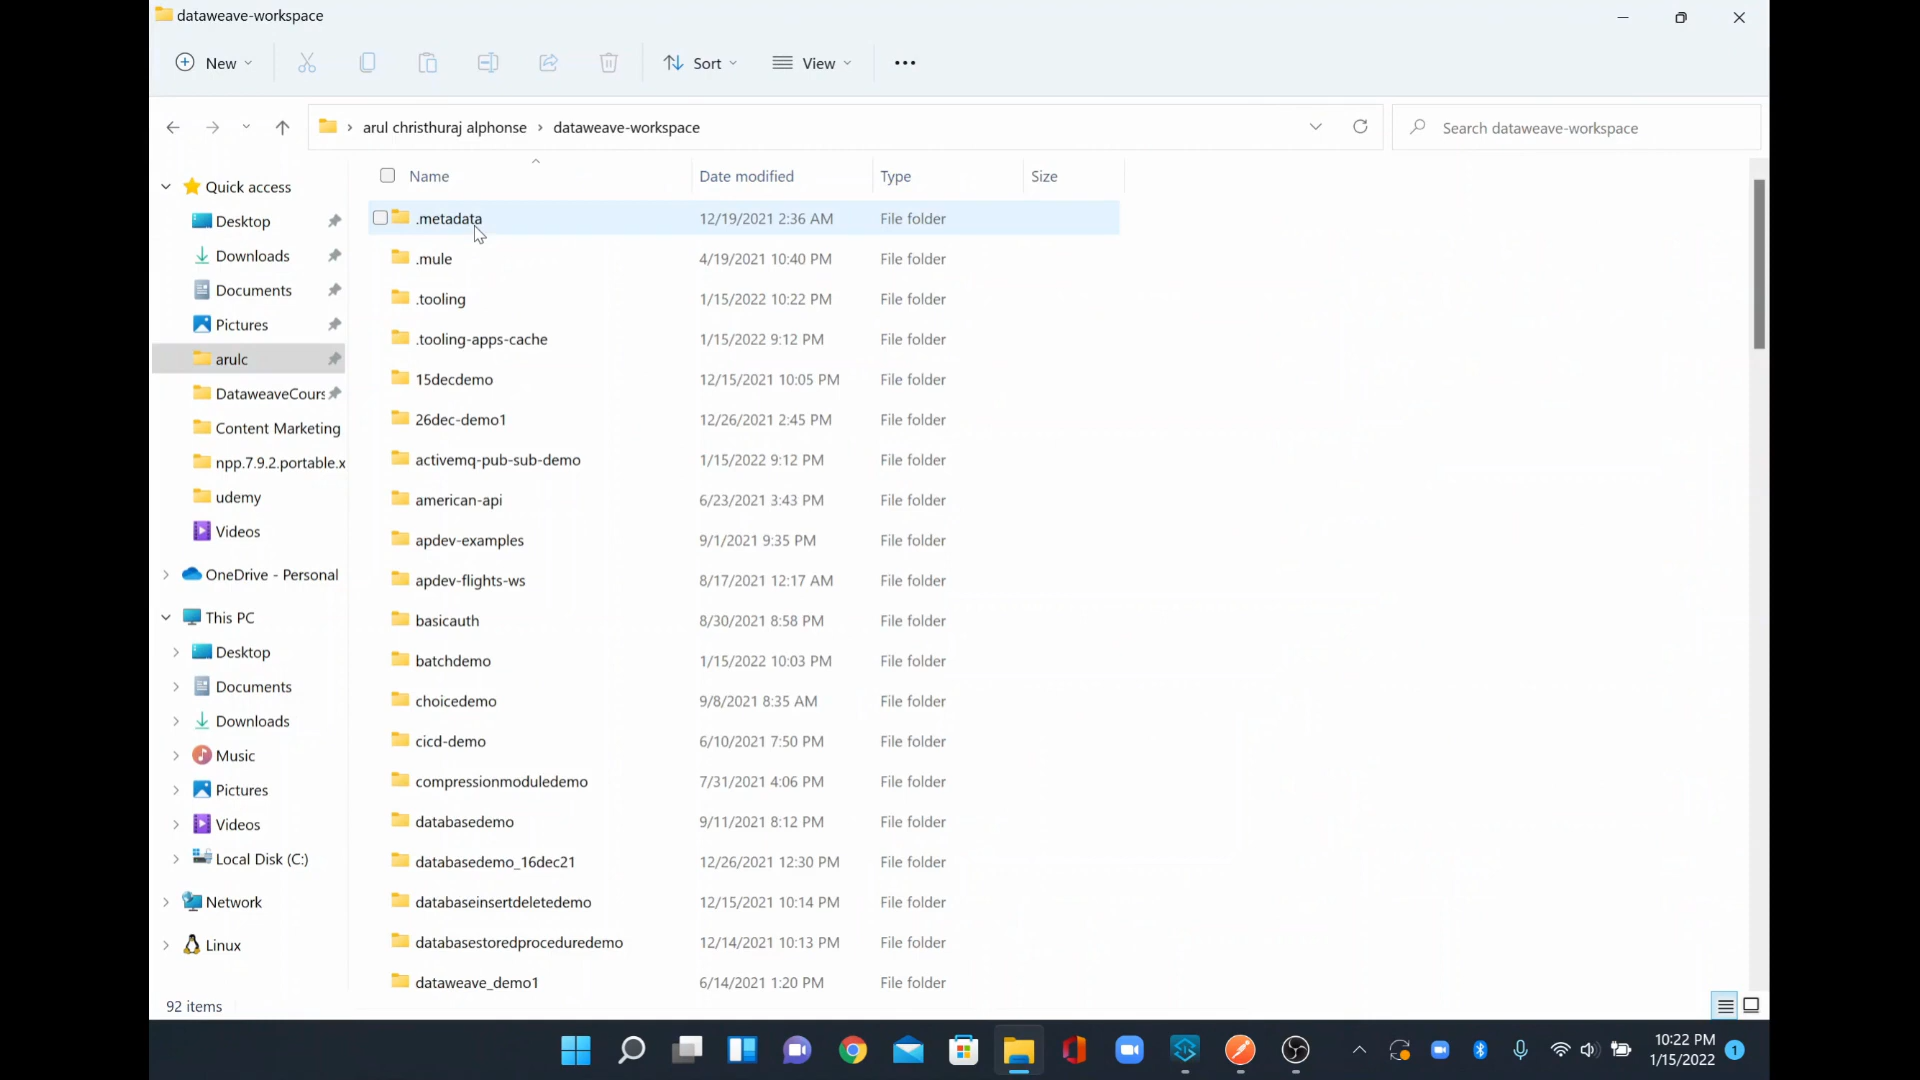 dataweave-workspace
New
Sort
View
arul christhuraj alphonse
dataweave-workspace
Search dataweave-workspace
Name
Date modified
Type
Size
Quick access
Desktop
Downloads
Documents
Pictures
arulc
DataweaveCours
Content Marketing
npp.7.9.2.portable.x
udemy
Videos
OneDrive - Personal
This PC
Desktop
Documents
Downloads
Music
Pictures
Videos
Local Disk (C:)
Network
Linux
.metadata 12/19/2021 2:36 AM File folder
.mule 4/19/2021 10:40 PM File folder
.tooling 1/15/2022 10:22 PM File folder
.tooling-apps-cache 1/15/2022 9:12 PM File folder
15decdemo 12/15/2021 10:05 PM File folder
26dec-demo1 12/26/2021 2:45 PM File folder
activemq-pub-sub-demo 1/15/2022 9:12 PM File folder
american-api 6/23/2021 3:43 PM File folder
apdev-examples 9/1/2021 9:35 PM File folder
apdev-flights-ws 8/17/2021 12:17 AM File folder
basicauth 8/30/2021 8:58 PM File folder
batchdemo 1/15/2022 10:03 PM File folder
choicedemo 9/8/2021 8:35 AM File folder
cicd-demo 6/10/2021 7:50 PM File folder
compressionmoduledemo 7/31/2021 4:06 PM File folder
databasedemo 9/11/2021 8:12 PM File folder
databasedemo_16dec21 12/26/2021 12:30 PM File folder
databaseinsertdeletedemo 12/15/2021 10:14 PM File folder
databasestoredproceduredemo 12/14/2021 10:13 PM File folder
dataweave_demo1 6/14/2021 1:20 PM File folder
92 items
10:22 PM
1/15/2022
1